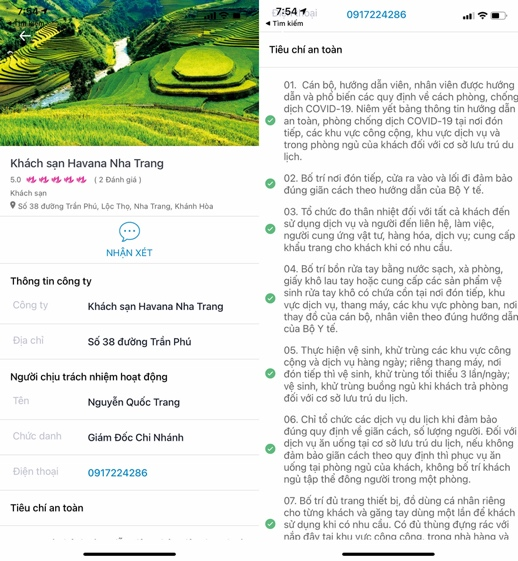 7:54
Tìm kiếm
Khách sạn Havana Nha Trang
5.0
( 2 Đánh giá )
Khách sạn
Số 38 đường Trần Phú, Lộc Thọ, Nha Trang, Khánh Hòa
NHẬN XÉT
Thông tin công ty
Công ty Khách sạn Havana Nha Trang
Địa chỉ Số 38 đường Trần Phú
Người chịu trách nhiệm hoạt động
Tên Nguyễn Quốc Trang
Chức danh Giám Đốc Chi Nhánh
Điện thoại 0917224286
Tiêu chí an toàn
7:54
thoại 0917224286
Tìm kiếm
Tiêu chí an toàn
01. Cán bộ, hướng dẫn viên, nhân viên được hướng
dẫn và phổ biến các quy định về cách phòng, chống
dịch COVID-19. Niêm yết bảng thông tin hướng dẫn
an toàn, phòng chống dịch COVID-19 tại nơi đón
tiếp, các khu vực công cộng, khu vực dịch vụ và
trong phòng của khách đối với cơ sở lưu trú du
lịch.
02. Bố trí nơi đón tiếp, cửa ra vào và lối đi đảm bảo
đúng giãn cách theo hướng dẫn của Bộ Y tế.
03. Tổ chức đo thân nhiệt đối với tất cả khách đến
sử dụng dịch vụ và người đến liên hệ, làm việc,
người cung ứng vật tư, hàng hóa, dịch vụ; cung cấp
khẩu trang cho khách khi có nhu cầu.
04. Bố trí bồn rửa tay bằng nước sạch, xà phòng,
giấy khô lau tay hoặc cung cấp các sản phẩm vệ
sinh rửa tay khô có chứa cồn tại nơi đón tiếp, khu
vực dịch vụ, thang máy, các khu vực phòng ban, nơi
thay đồ của cán bộ, nhân viên theo đúng hướng dẫn
của Bộ Y tế.
05. Thực hiện vệ sinh, khử trùng các khu vực công
cộng và dịch vụ hàng ngày; riêng thang máy, nơi
đón tiếp thì vệ sinh, khử trùng tối thiểu 3 lần/ngày;
vệ sinh, khử trùng buồng ngủ khi khách trả phòng
đối với cơ sở lưu trú du lịch.
06. Chỉ tổ chức các dịch vụ du lịch khi đảm bảo
đúng quy định về giãn cách, số lượng người. Đối với
dịch vụ ăn uống tại cơ sở lưu trú du lịch, nếu không
đảm bảo giãn cách theo quy định thì phục vụ ăn
uống tại phòng ngủ của khách, không bố trí khách
ngủ tập thể đông người trong một phòng.
07. Bố trí đủ trang thiết bị, đồ dùng cá nhân riêng
cho từng khách và găng tay dùng một lần để khách
sử dụng khi có nhu cầu. Có đủ thùng đựng rác với
nắp đậy tại khu vực công cộng, trong nhà hàng và